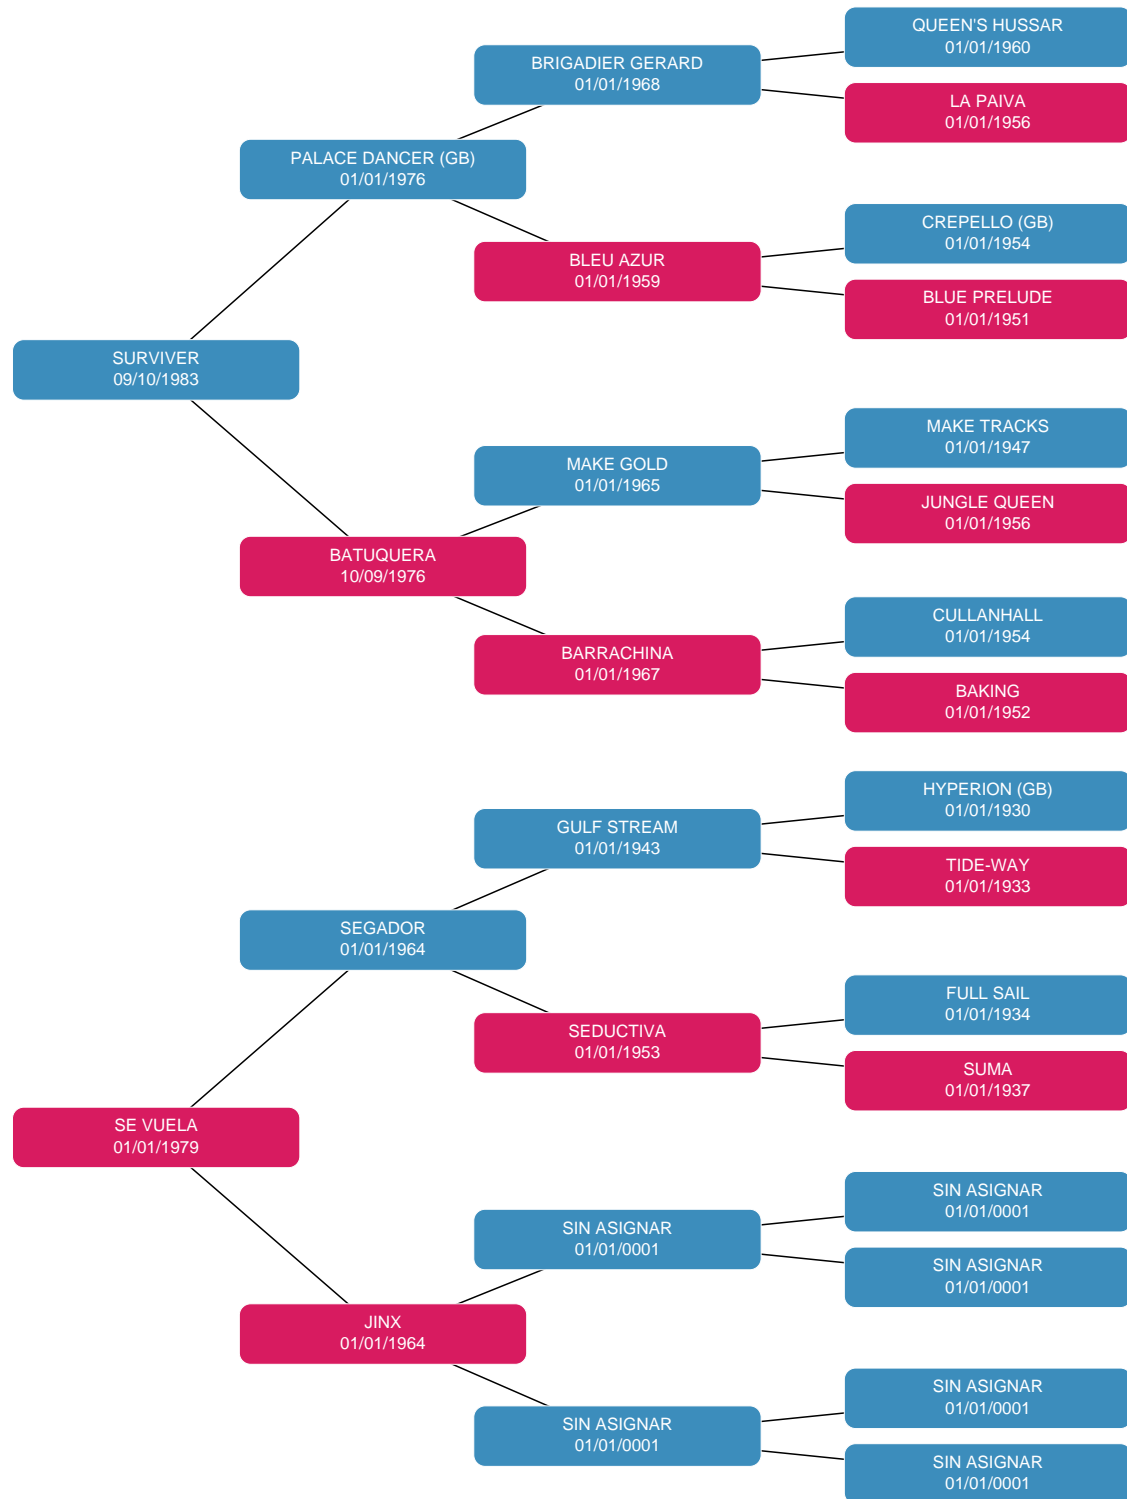 QUEEN'S HUSSAR
01/01/1960
BRIGADIER GERARD
01/01/1968
LA PAIVA
01/01/1956
PALACE DANCER (GB)
01/01/1976
CREPELLO (GB)
01/01/1954
BLEU AZUR
01/01/1959
BLUE PRELUDE
01/01/1951
SURVIVER
09/10/1983
MAKE TRACKS
01/01/1947
MAKE GOLD
01/01/1965
JUNGLE QUEEN
01/01/1956
BATUQUERA
10/09/1976
CULLANHALL
01/01/1954
BARRACHINA
01/01/1967
BAKING
01/01/1952
HYPERION (GB)
01/01/1930
GULF STREAM
01/01/1943
TIDE-WAY
01/01/1933
SEGADOR
01/01/1964
FULL SAIL
01/01/1934
SEDUCTIVA
01/01/1953
SUMA
01/01/1937
SE VUELA
01/01/1979
SIN ASIGNAR
01/01/0001
SIN ASIGNAR
01/01/0001
SIN ASIGNAR
01/01/0001
JINX
01/01/1964
SIN ASIGNAR
01/01/0001
SIN ASIGNAR
01/01/0001
SIN ASIGNAR
01/01/0001